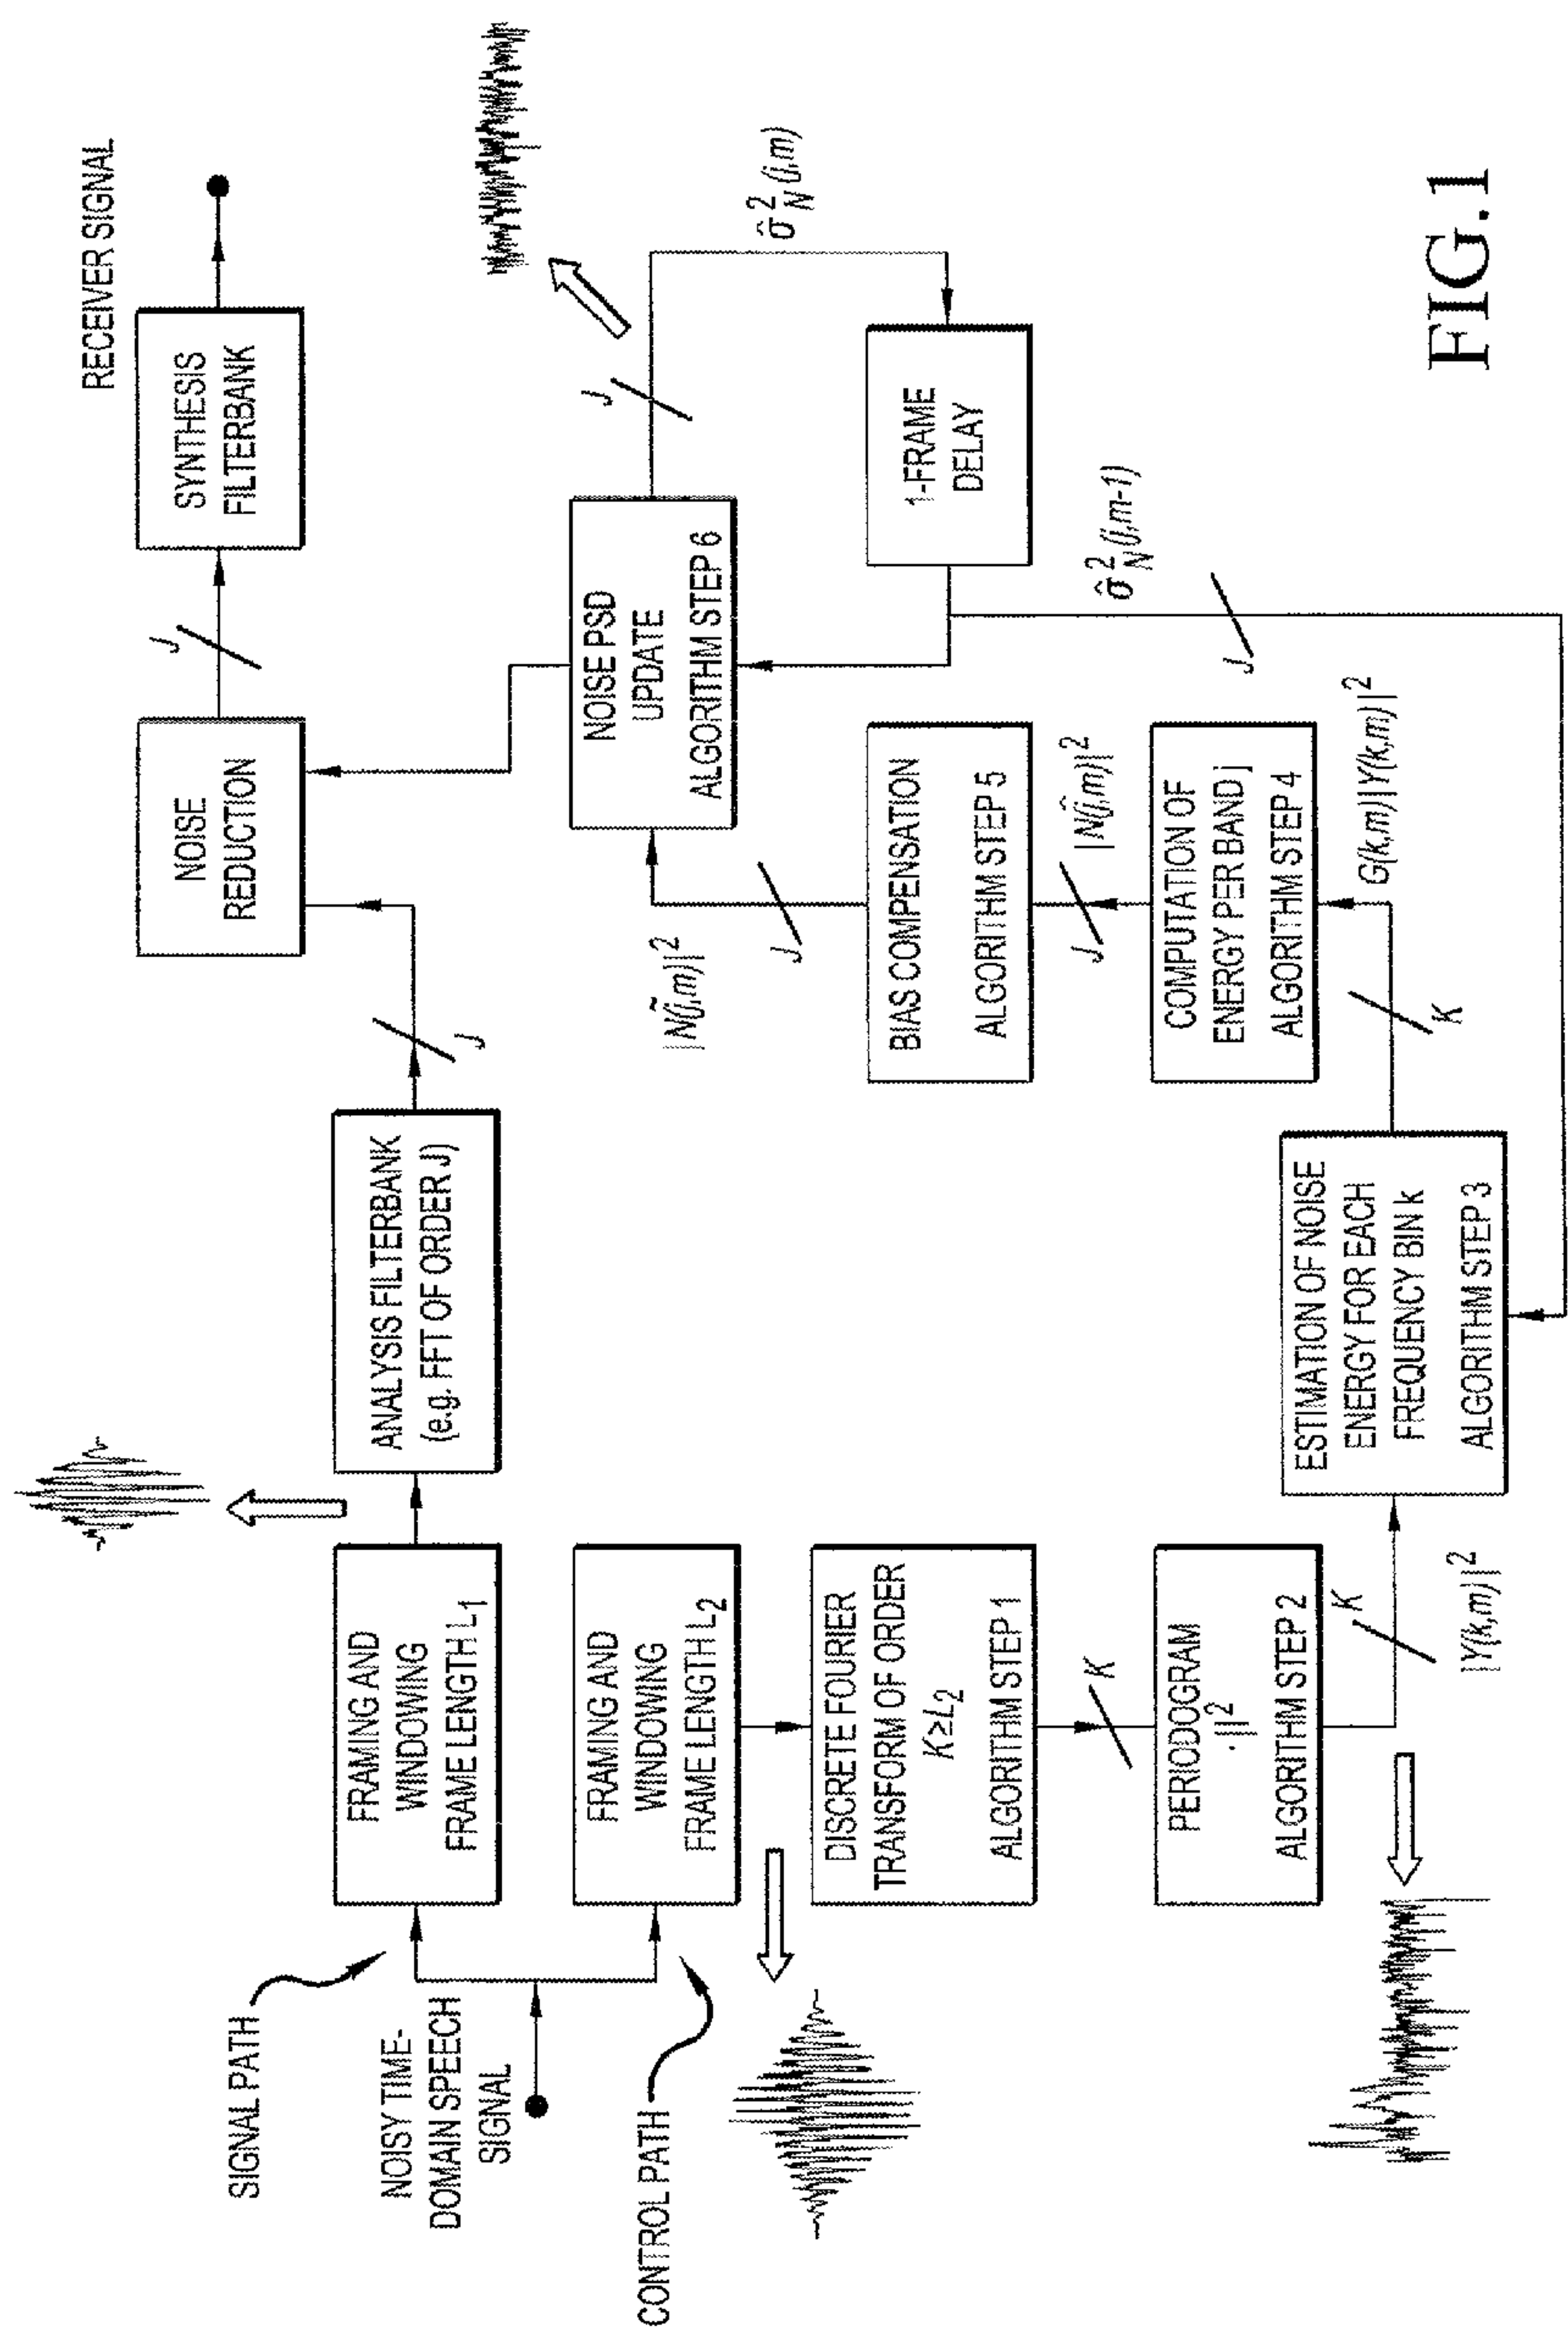 SIGNAL PATH
NOISY TIME-
DOMAIN SPEECH
SIGNAL
CONTROL PATH
FRAMING AND
WINDOWING
FRAME LENGTH L1
FRAMING AND
WINDOWING
FRAME LENGTH L2
DISCRETE FOURIER
TRANSFORM OF ORDER
K≥L2
ALGORITHM STEP 1
K
PERIODOGRAM
·||²
ALGORITHM STEP 2
K
|Y(k,m)|²
ANALYSIS FILTERBANK
(e.g. FFT OF ORDER J)
J
ESTIMATION OF NOISE
ENERGY FOR EACH
FREQUENCY BIN k
ALGORITHM STEP 3
K
G(k,m)|Y(k,m)|²
COMPUTATION OF
ENERGY PER BAND j
ALGORITHM STEP 4
J
|N̂(j,m)|²
BIAS COMPENSATION
ALGORITHM STEP 5
J
|Ñ(j,m)|²
NOISE PSD
UPDATE
ALGORITHM STEP 6
J
σ̂²N(j,m)
1-FRAME
DELAY
σ̂²N(j,m-1)
J
NOISE
REDUCTION
J
SYNTHESIS
FILTERBANK
RECEIVER SIGNAL
FIG.1